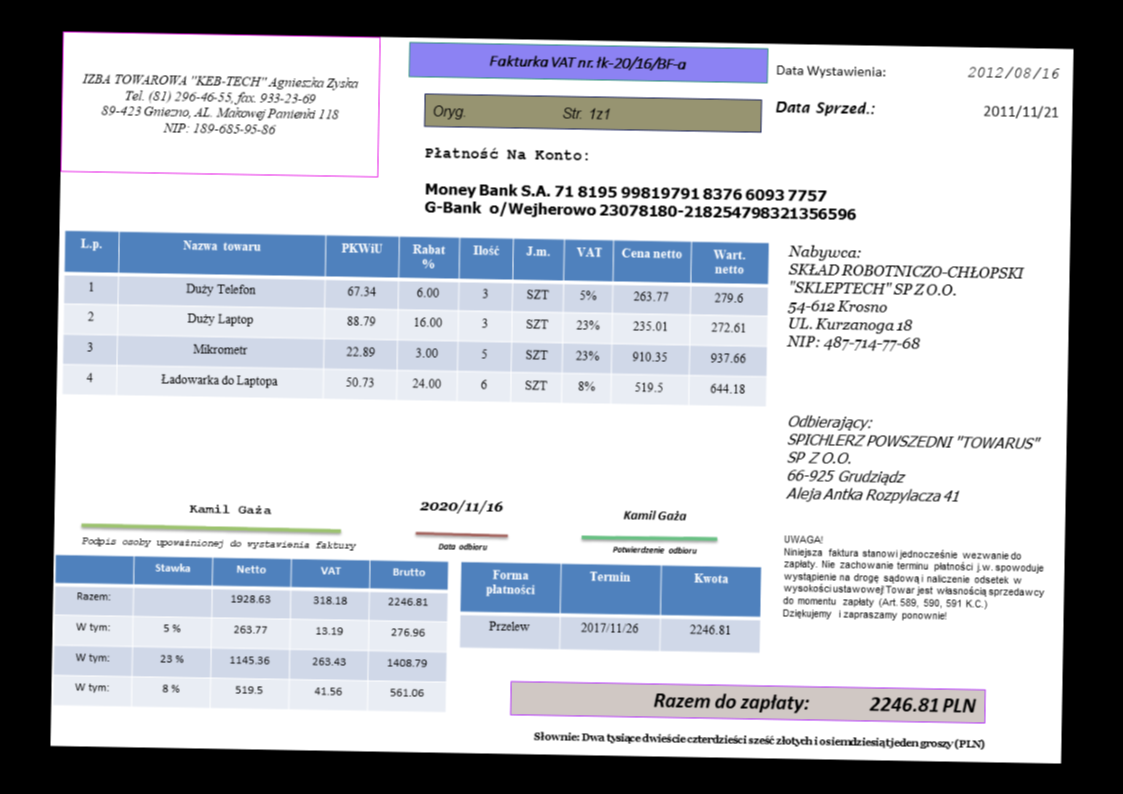 IZBA TOWAROWA "KEB-TECH" Agnieszka Zyska
Tel. (81) 296-46-55, fax. 933-23-69
89-423 Gniezno, AL. Makowej Panienki 118
NIP: 189-685-95-86
Fakturka VAT nr. łk-20/16/BF-a
Oryg. Str. 1z1
Data Wystawienia: 2012/08/16
Data Sprzed.: 2011/11/21
Płatność Na Konto:
Money Bank S.A. 71 8195 99819791 8376 6093 7757
G-Bank o/Wejherowo 23078180-218254798321356596
L.p. Nazwa towaru PKWiU Rabat % Ilość J.m. VAT Cena netto Wart. netto
1 Duży Telefon 67.34 6.00 3 SZT 5% 263.77 279.6
2 Duży Laptop 88.79 16.00 3 SZT 23% 235.01 272.61
3 Mikrometr 22.89 3.00 5 SZT 23% 910.35 937.66
4 Ładowarka do Laptopa 50.73 24.00 6 SZT 8% 519.5 644.18
Nabywca:
SKŁAD ROBOTNICZO-CHŁOPSKI
"SKLEPTECH" SP Z O.O.
54-612 Krosno
UL. Kurzanoga 18
NIP: 487-714-77-68
Odbierający:
SPICHLERZ POWSZEDNI "TOWARUS"
SP Z O.O.
66-925 Grudziądz
Aleja Antka Rozpylacza 41
Kamil Gaża
Podpis osoby upoważnionej do wystawienia faktury
2020/11/16
Data odbioru
Kamil Gaża
Potwierdzenie odbioru
UWAGA!
Niniejsza faktura stanowi jednocześnie wezwanie do
zapłaty. Nie zachowanie terminu płatności j.w. spowoduje
wystąpienie na drogę sądową i naliczenie odsetek w
wysokości ustawowej! Towar jest własnością sprzedawcy
do momentu zapłaty (Art. 589, 590, 591 K.C.)
Dziękujemy i zapraszamy ponownie!
Stawka Netto VAT Brutto
Razem: 1928.63 318.18 2246.81
W tym: 5 % 263.77 13.19 276.96
W tym: 23 % 1145.36 263.43 1408.79
W tym: 8 % 519.5 41.56 561.06
Forma płatności Termin Kwota
Przelew 2017/11/26 2246.81
Razem do zapłaty: 2246.81 PLN
Słownie: Dwa tysiące dwieście czterdzieści sześć złotych i osiemdziesiąt jeden groszy (PLN)